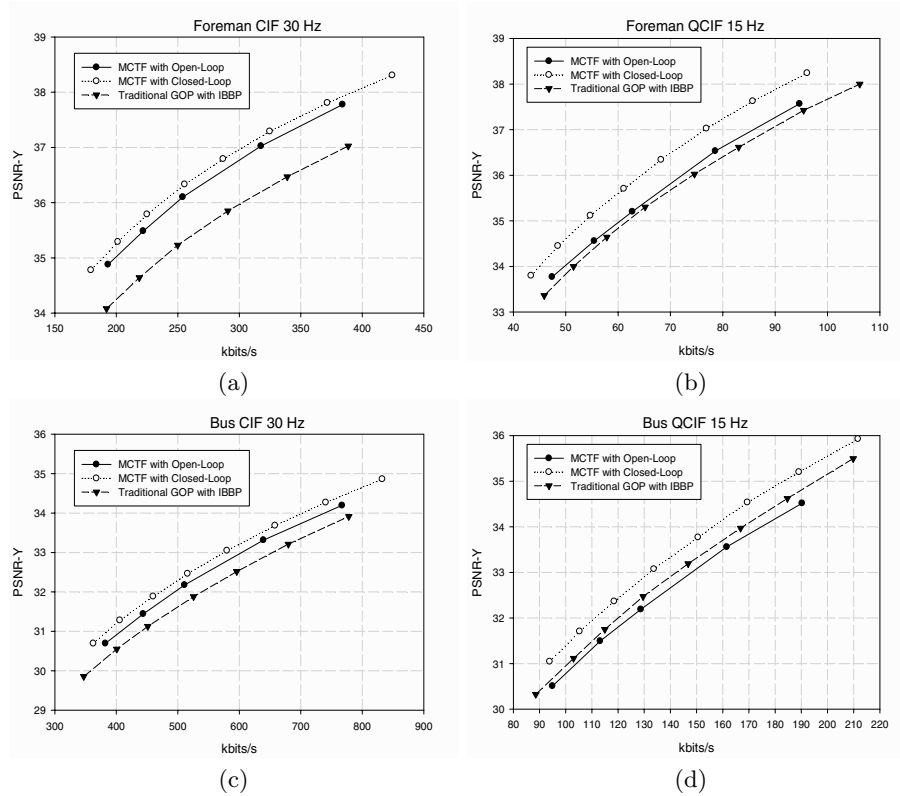 Foreman CIF 30 Hz
39
38
37
36
35
34
PSNR-Y
MCTF with Open-Loop
MCTF with Closed-Loop
Traditional GOP with IBBP
150 200 250 300 350 400 450
kbits/s
(a)
Foreman QCIF 15 Hz
39
38
37
36
35
34
33
PSNR-Y
MCTF with Open-Loop
MCTF with Closed-Loop
Traditional GOP with IBBP
40 50 60 70 80 90 100 110
kbits/s
(b)
Bus CIF 30 Hz
36
35
34
33
32
31
30
29
PSNR-Y
MCTF with Open-Loop
MCTF with Closed-Loop
Traditional GOP with IBBP
300 400 500 600 700 800 900
kbits/s
(c)
Bus QCIF 15 Hz
36
35
34
33
32
31
30
PSNR-Y
MCTF with Open-Loop
MCTF with Closed-Loop
Traditional GOP with IBBP
80 90 100 110 120 130 140 150 160 170 180 190 200 210 220
kbits/s
(d)